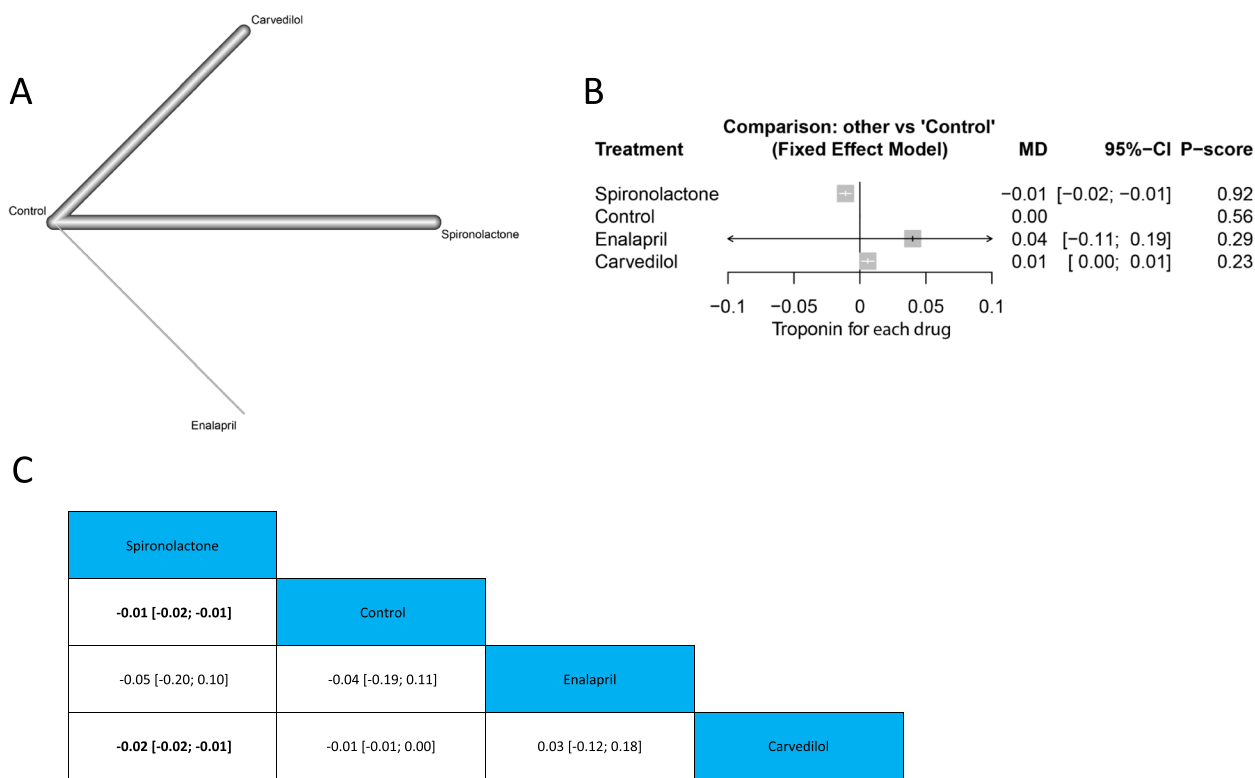 Carvedilol
A
Control
Spironolactone
Enalapril
B
Comparison: other vs 'Control'
Treatment (Fixed Effect Model) MD 95%−CI P−score
Spironolactone −0.01 [−0.02; −0.01] 0.92
Control 0.00 0.56
Enalapril 0.04 [−0.11; 0.19] 0.29
Carvedilol 0.01 [ 0.00; 0.01] 0.23
−0.1 −0.05 0 0.05 0.1
Troponin for each drug
C
Spironolactone
-0.01 [-0.02; -0.01] Control
-0.05 [-0.20; 0.10] -0.04 [-0.19; 0.11] Enalapril
-0.02 [-0.02; -0.01] -0.01 [-0.01; 0.00] 0.03 [-0.12; 0.18] Carvedilol